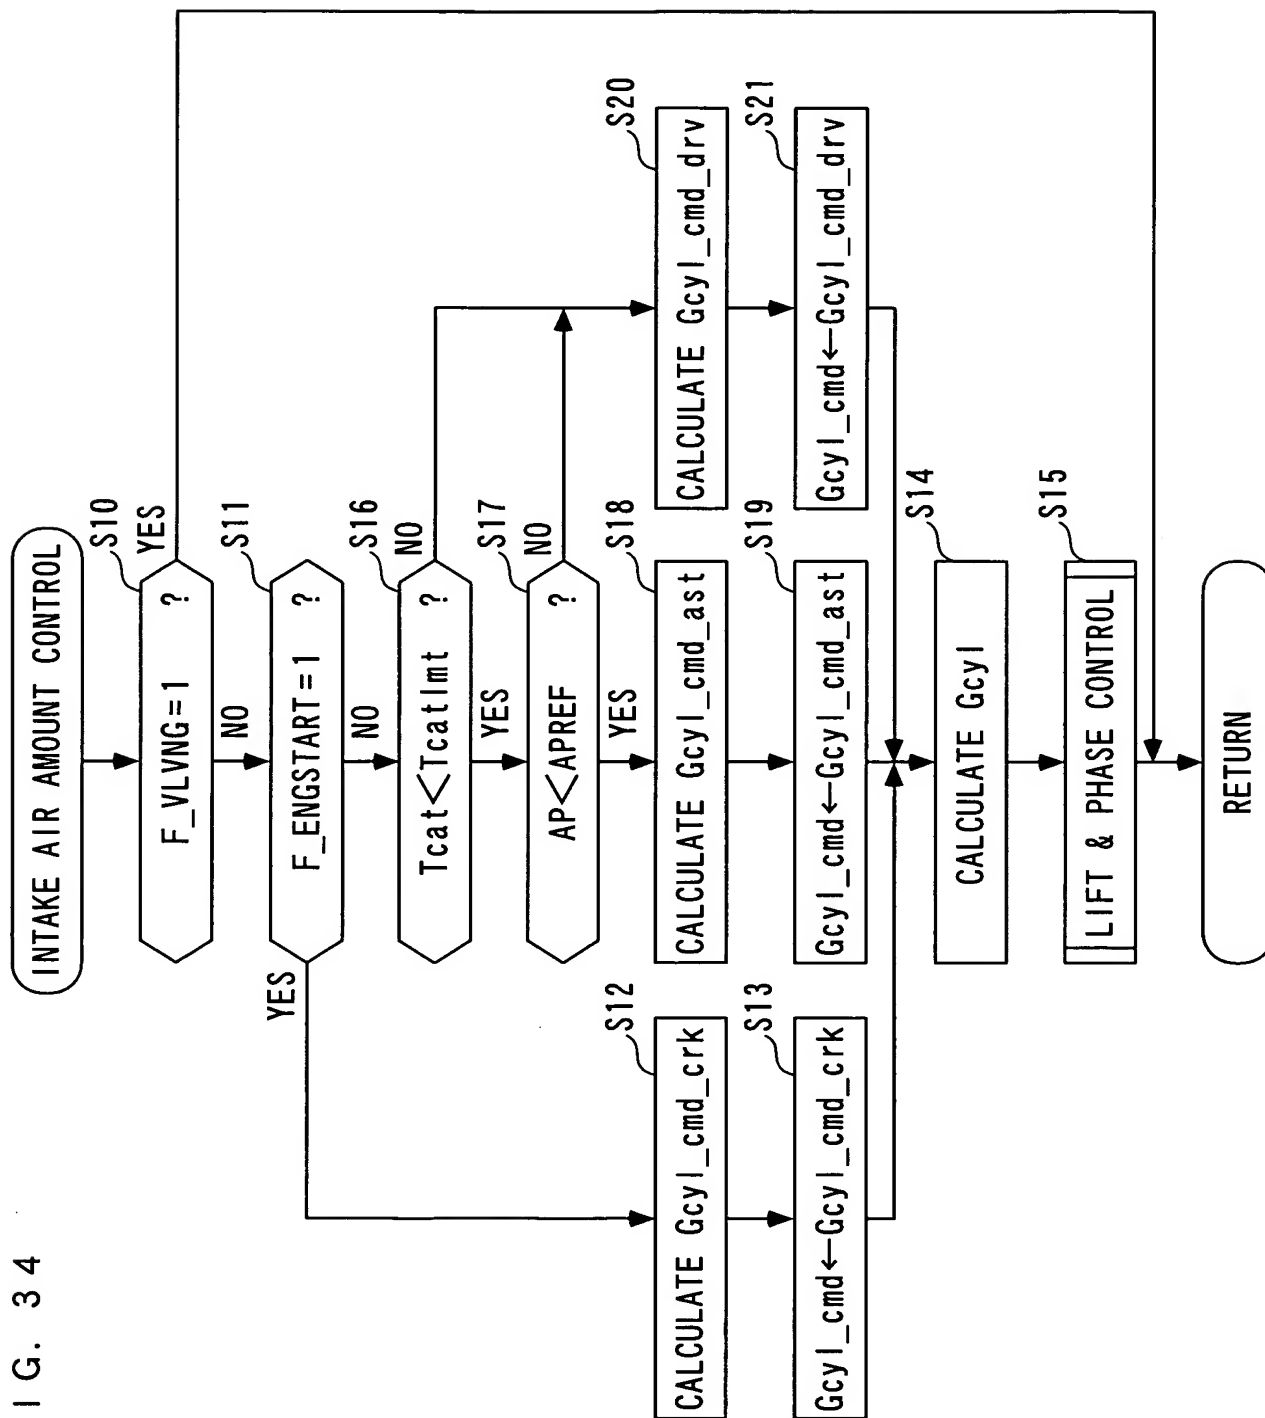 IG. 34
INTAKE AIR AMOUNT CONTROL
S10
F_VLVNG=1 ?
YES
NO
S11
F_ENGSTART=1 ?
YES
NO
S16
Tcat<Tcatlmt ?
NO
YES
S17
AP<APREF ?
NO
YES
S12
CALCULATE Gcyl_cmd_crk
S18
CALCULATE Gcyl_cmd_ast
S20
CALCULATE Gcyl_cmd_drv
S13
Gcyl_cmd←Gcyl_cmd_crk
S19
Gcyl_cmd←Gcyl_cmd_ast
S21
Gcyl_cmd←Gcyl_cmd_drv
S14
CALCULATE Gcyl
S15
LIFT & PHASE CONTROL
RETURN